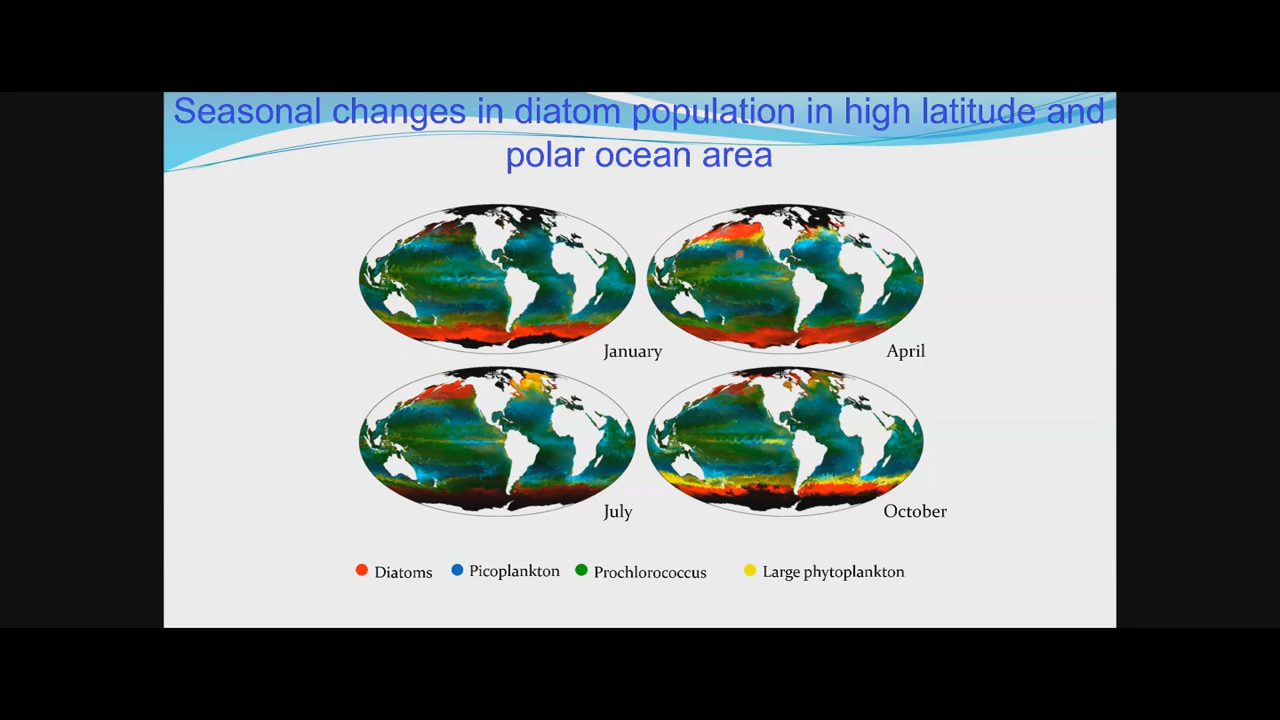 Seasonal changes in diatom population in high latitude and
polar ocean area
January
April
July
October
Diatoms
Picoplankton
Prochlorococcus
Large phytoplankton